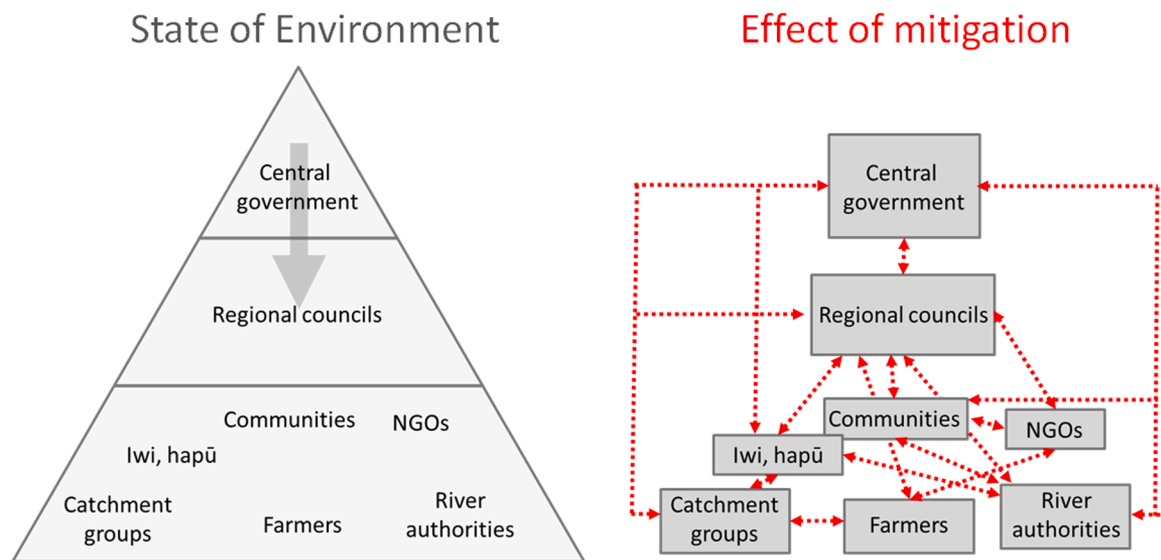 State of Environment
Central
government
Regional councils
Communities
NGOs
Iwi, hapū
Catchment
groups
Farmers
River
authorities
Effect of mitigation
Central
government
Regional councils
Communities
NGOs
Iwi, hapū
Catchment
groups
Farmers
River
authorities